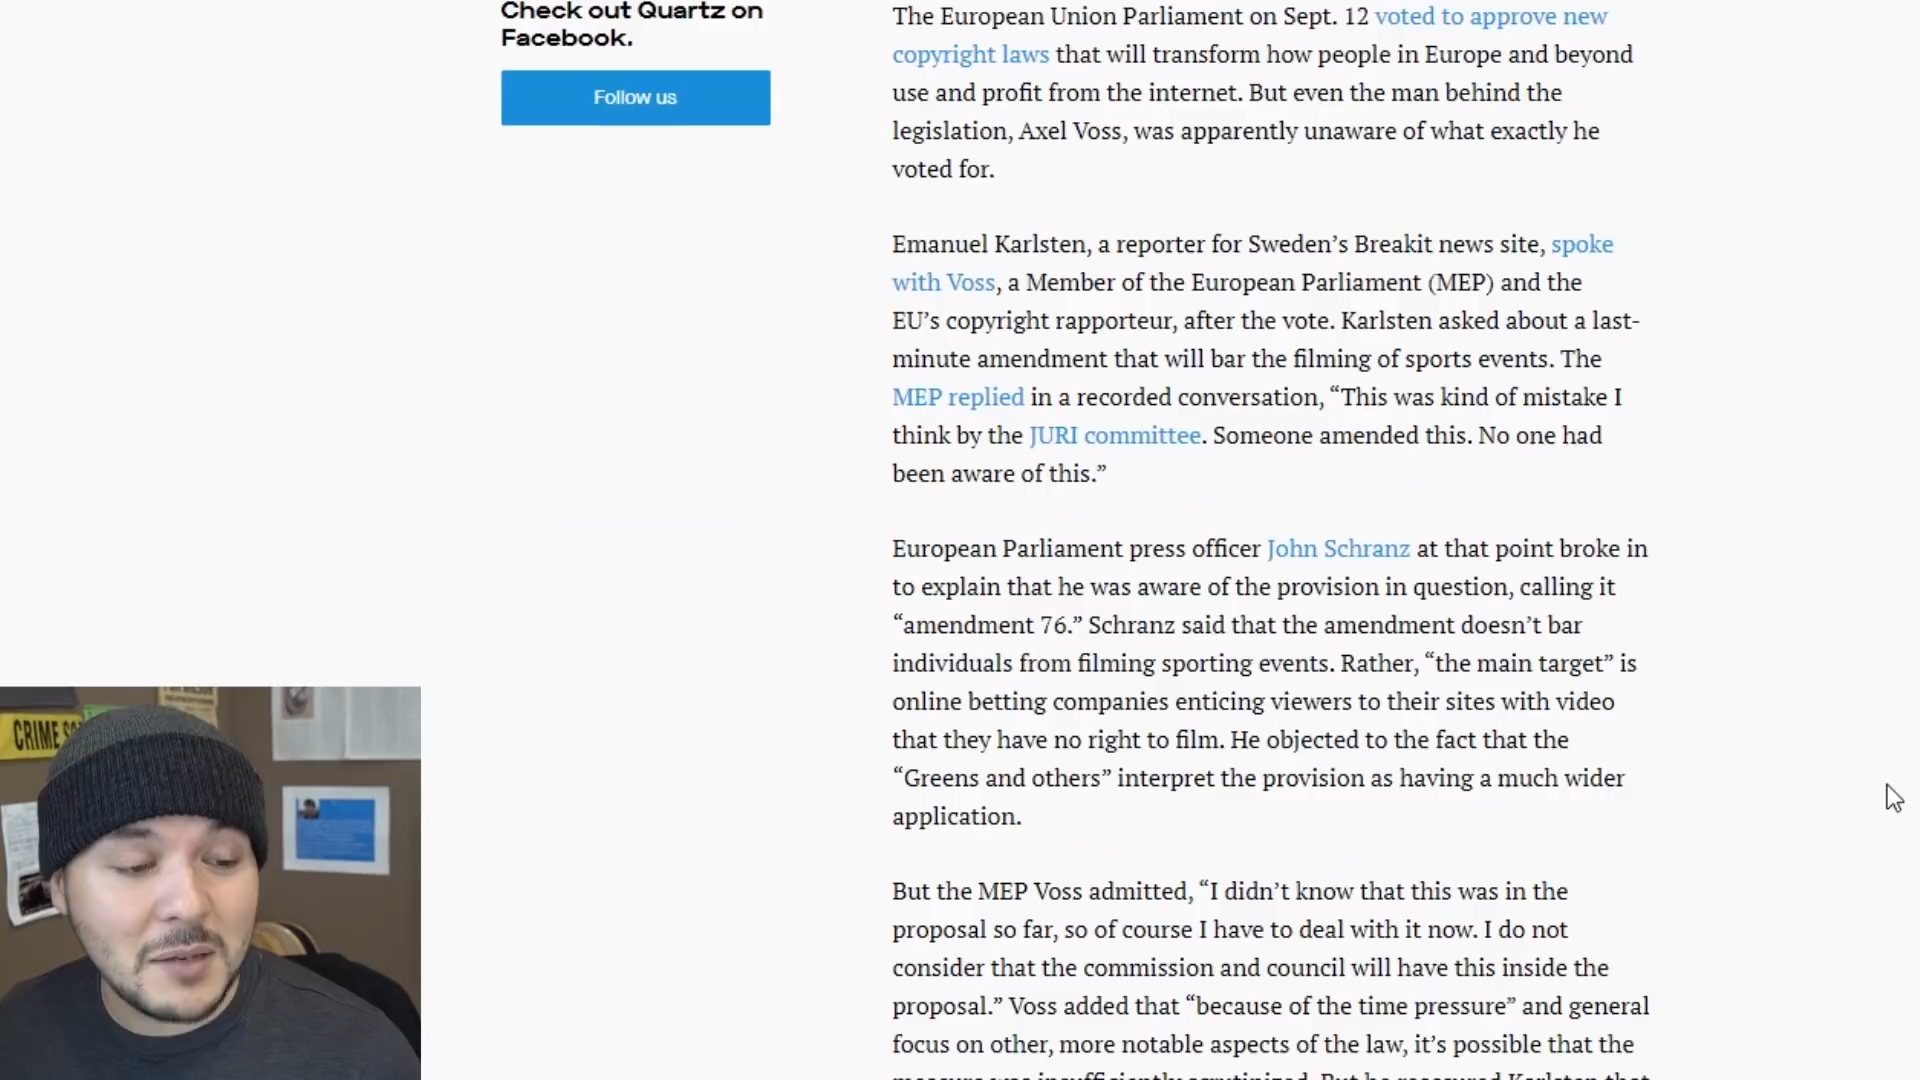 Check out Quartz on
Facebook.
Follow us
The European Union Parliament on Sept. 12 voted to approve new
copyright laws that will transform how people in Europe and beyond
use and profit from the internet. But even the man behind the
legislation, Axel Voss, was apparently unaware of what exactly he
voted for.
Emanuel Karlsten, a reporter for Sweden’s Breakit news site, spoke
with Voss, a Member of the European Parliament (MEP) and the
EU’s copyright rapporteur, after the vote. Karlsten asked about a last-
minute amendment that will bar the filming of sports events. The
MEP replied in a recorded conversation, “This was kind of mistake I
think by the JURI committee. Someone amended this. No one had
been aware of this.”
European Parliament press officer John Schranz at that point broke in
to explain that he was aware of the provision in question, calling it
“amendment 76.” Schranz said that the amendment doesn’t bar
individuals from filming sporting events. Rather, “the main target” is
online betting companies enticing viewers to their sites with video
that they have no right to film. He objected to the fact that the
“Greens and others” interpret the provision as having a much wider
application.
But the MEP Voss admitted, “I didn’t know that this was in the
proposal so far, so of course I have to deal with it now. I do not
consider that the commission and council will have this inside the
proposal.” Voss added that “because of the time pressure” and general
focus on other, more notable aspects of the law, it’s possible that the
measure was insufficiently scrutinized. But he reassured Karlsten that
CRIME